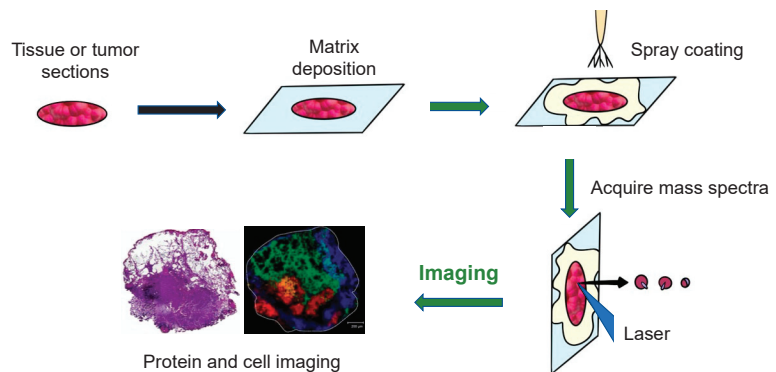 Tissue or tumor
sections
Matrix
deposition
Spray coating
Acquire mass spectra
Laser
Imaging
Protein and cell imaging